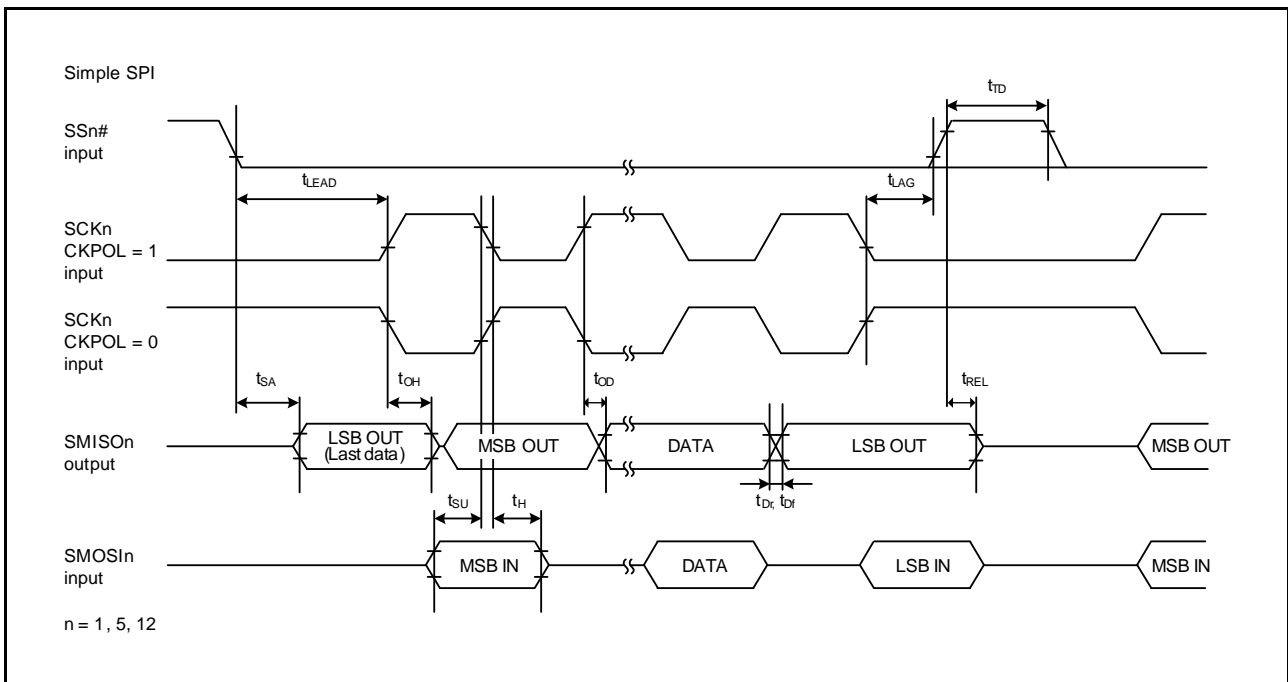 Simple SPI
tTD
SSn#
input
tLEAD
tLAG
SCKn
CKPOL = 1
input
SCKn
CKPOL = 0
input
tSA
tOH
tOD
tREL
SMISOn
output
LSB OUT
(Last data)
MSB OUT
DATA
LSB OUT
MSB OUT
tSU
tH
tDr, tDf
SMOSIn
input
MSB IN
DATA
LSB IN
MSB IN
n = 1, 5, 12